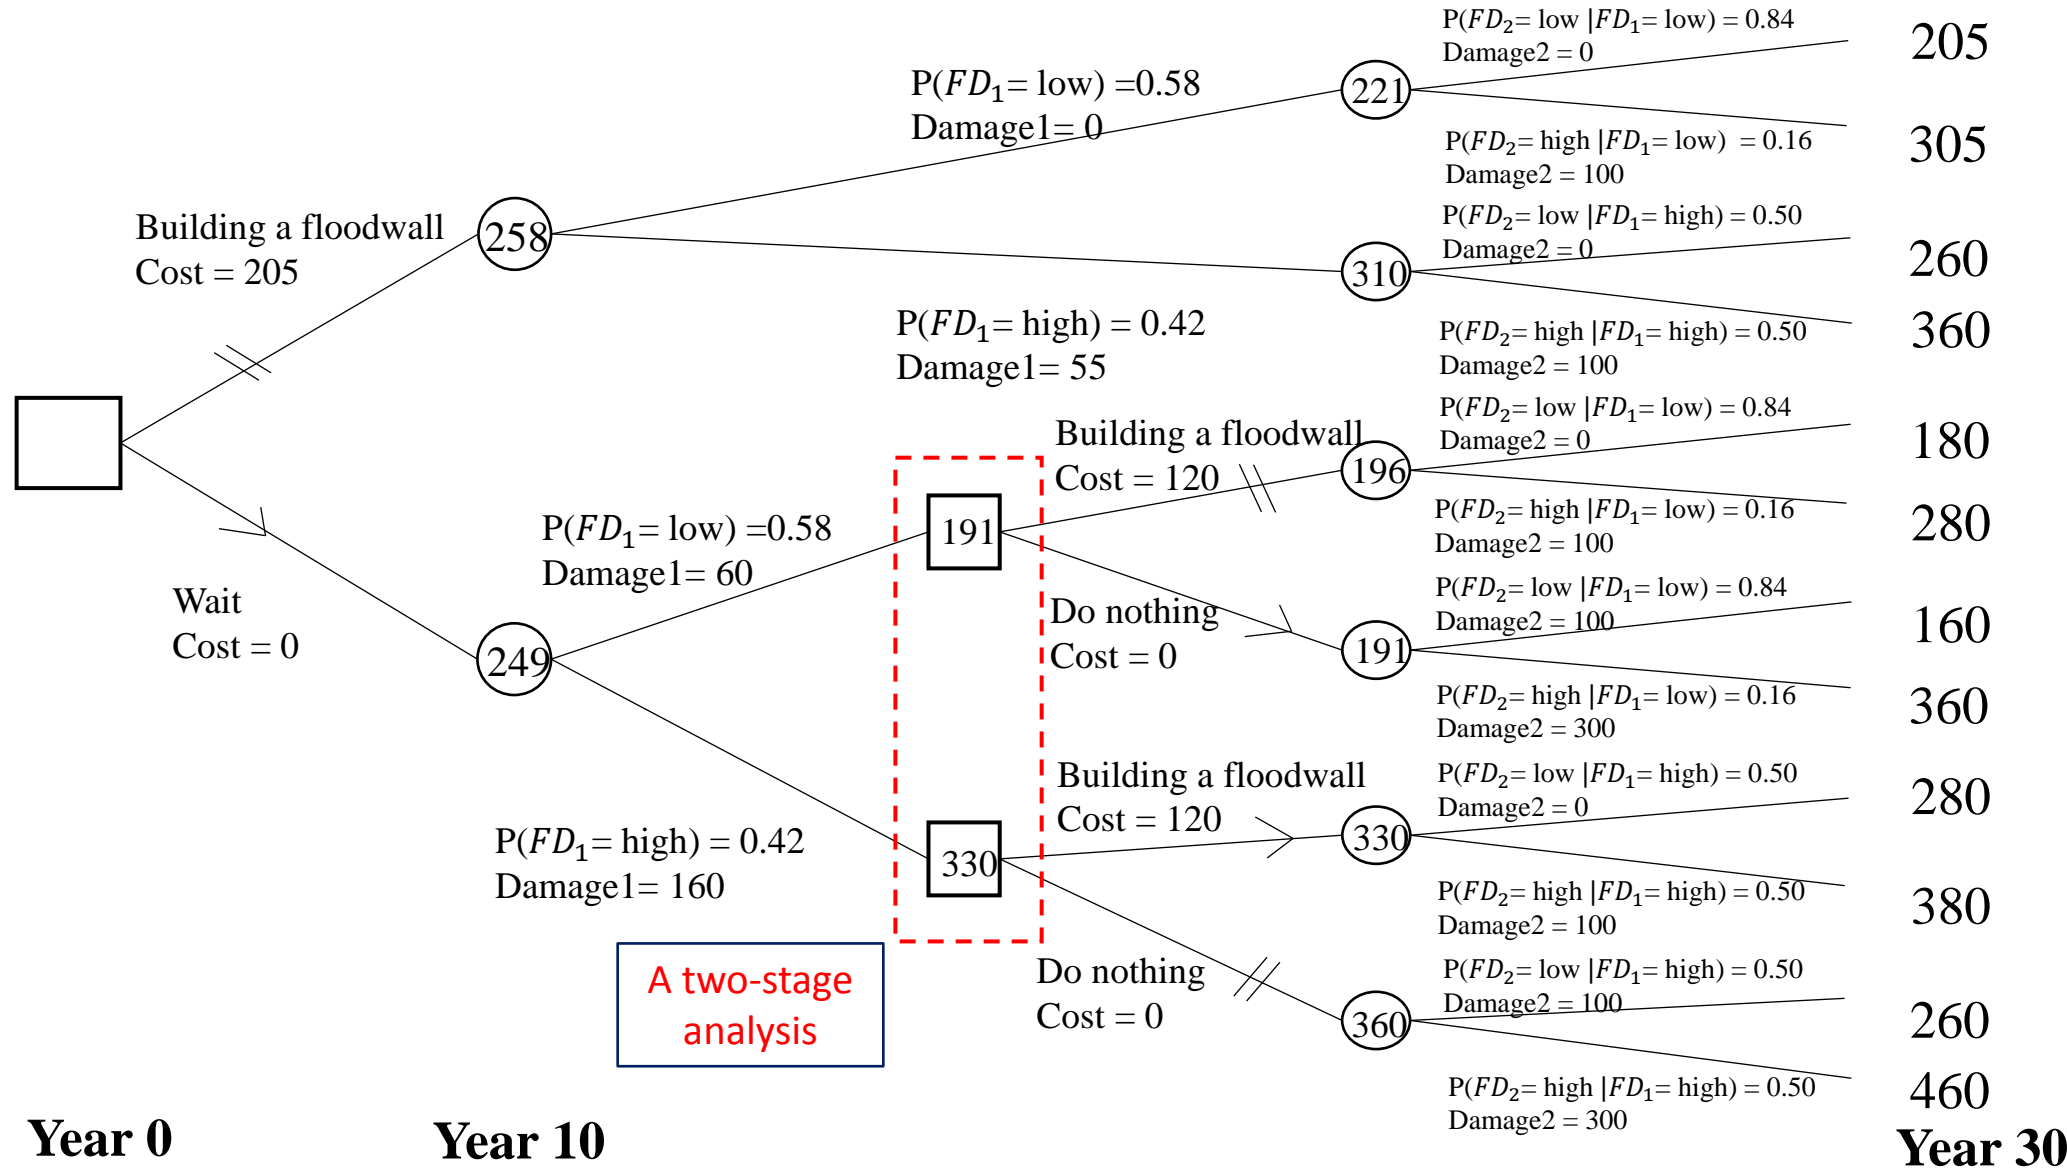 P(FD₂= low |FD₁= low) = 0.84
Damage2 = 0
205
P(FD₁= low) =0.58
Damage1= 0
221
P(FD₂= high |FD₁= low) = 0.16
Damage2 = 100
305
Building a floodwall
Cost = 205
258
P(FD₂= low |FD₁= high) = 0.50
Damage2 = 0
260
310
P(FD₁= high) = 0.42
Damage1= 55
P(FD₂= high |FD₁= high) = 0.50
Damage2 = 100
360
Building a floodwall
Cost = 120
P(FD₂= low |FD₁= low) = 0.84
Damage2 = 0
180
196
P(FD₂= high |FD₁= low) = 0.16
Damage2 = 100
280
P(FD₁= low) =0.58
Damage1= 60
191
Wait
Cost = 0
249
Do nothing
Cost = 0
P(FD₂= low |FD₁= low) = 0.84
Damage2 = 100
160
191
P(FD₂= high |FD₁= low) = 0.16
Damage2 = 300
360
Building a floodwall
Cost = 120
P(FD₂= low |FD₁= high) = 0.50
Damage2 = 0
280
330
P(FD₁= high) = 0.42
Damage1= 160
330
P(FD₂= high |FD₁= high) = 0.50
Damage2 = 100
380
A two-stage
analysis
Do nothing
Cost = 0
P(FD₂= low |FD₁= high) = 0.50
Damage2 = 100
260
360
P(FD₂= high |FD₁= high) = 0.50
Damage2 = 300
460
Year 0
Year 10
Year 30